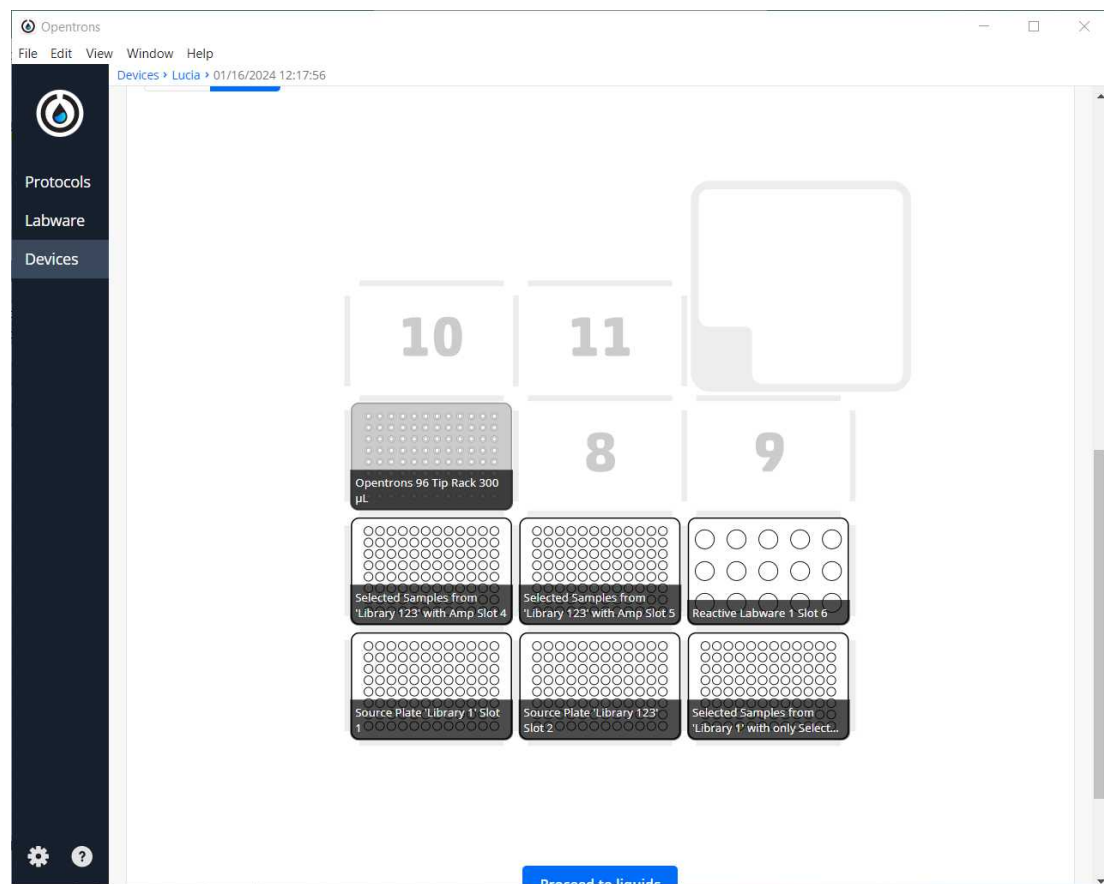 Opentrons
File Edit View Window Help
Devices › Lucia › 01/16/2024 12:17:56
Protocols
Labware
Devices
10
11
Opentrons 96 Tip Rack 300
µL
8
9
Selected Samples from
'Library 123' with Amp Slot 4
Selected Samples from
'Library 123' with Amp Slot 5
Reactive Labware 1 Slot 6
Source Plate 'Library 1' Slot
1
Source Plate 'Library 123'
Slot 2
Selected Samples from
'Library 1' with only Select...
?
Proceed to liquids